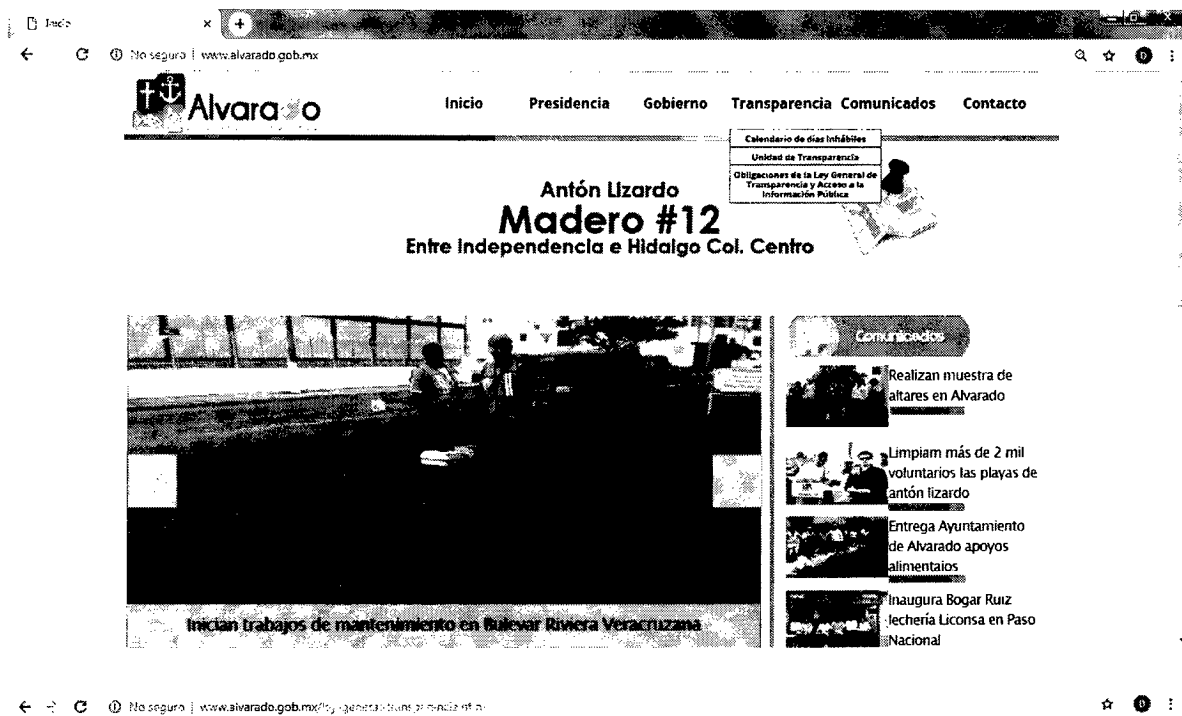 Inicio
No seguro | www.alvarado.gob.mx
Alvarado
Inicio Presidencia Gobierno Transparencia Comunicados Contacto
Calendario de días Inhábiles
Unidad de Transparencia
Obligaciones de la Ley General de
Transparencia y Acceso a la
Información Pública
Antón Lizardo
Madero #12
Entre Independencia e Hidalgo Col. Centro
Comunicados
Realizan muestra de
altares en Alvarado
Limpiam más de 2 mil
voluntarios las playas de
antón lizardo
Entrega Ayuntamiento
de Alvarado apoyos
alimentaios
Inaugura Bogar Ruiz
lechería Liconsa en Paso
Nacional
Inician trabajos de mantenimiento en Bulevar Riviera Veracruzana
No seguro | www.alvarado.gob.mx